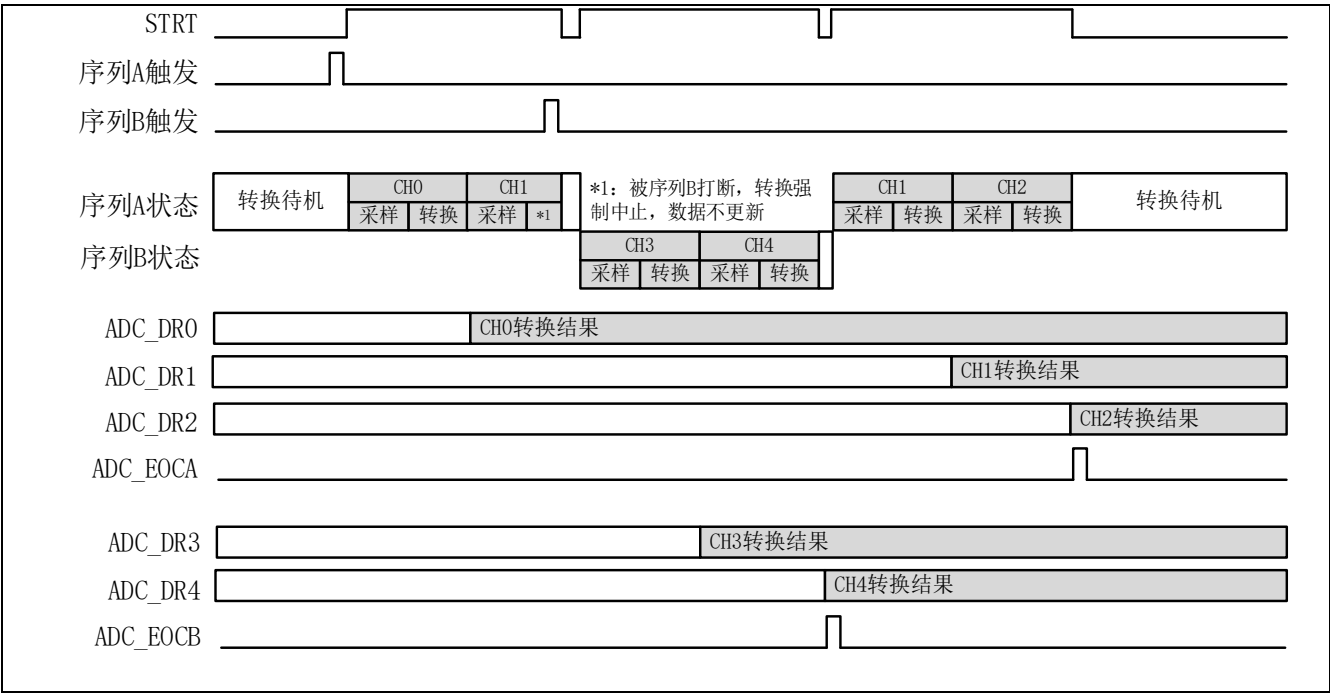 STRT
序列A触发
序列B触发
序列A状态
转换待机
CH0
CH1
采样
转换
采样
*1
*1：被序列B打断，转换强
制中止，数据不更新
CH1
CH2
采样
转换
采样
转换
转换待机
序列B状态
CH3
CH4
采样
转换
采样
转换
ADC_DR0
CH0转换结果
ADC_DR1
CH1转换结果
ADC_DR2
CH2转换结果
ADC_EOCA
ADC_DR3
CH3转换结果
ADC_DR4
CH4转换结果
ADC_EOCB